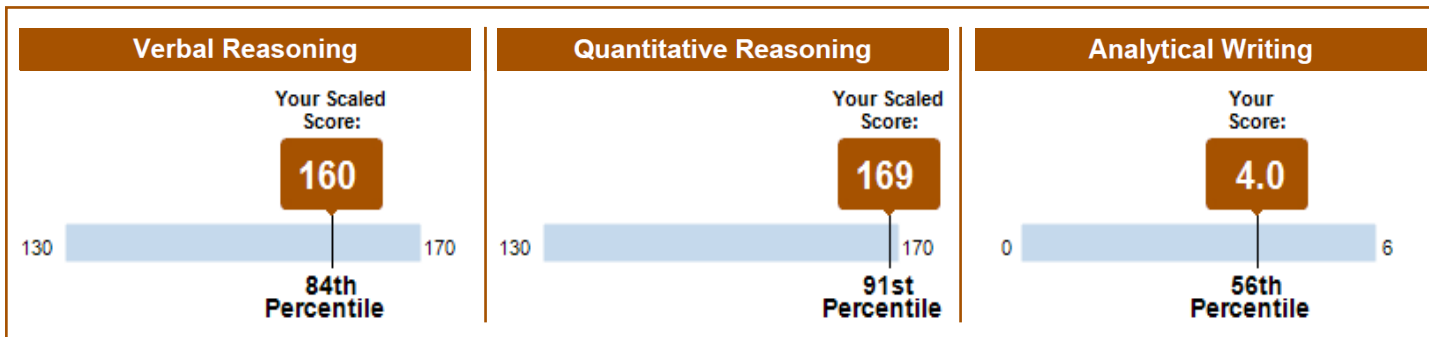 Verbal Reasoning
Your Scaled
Score:
160
130
170
84th
Percentile
Quantitative Reasoning
Your Scaled
Score:
169
130
170
91st
Percentile
Analytical Writing
Your
Score:
4.0
0
6
56th
Percentile